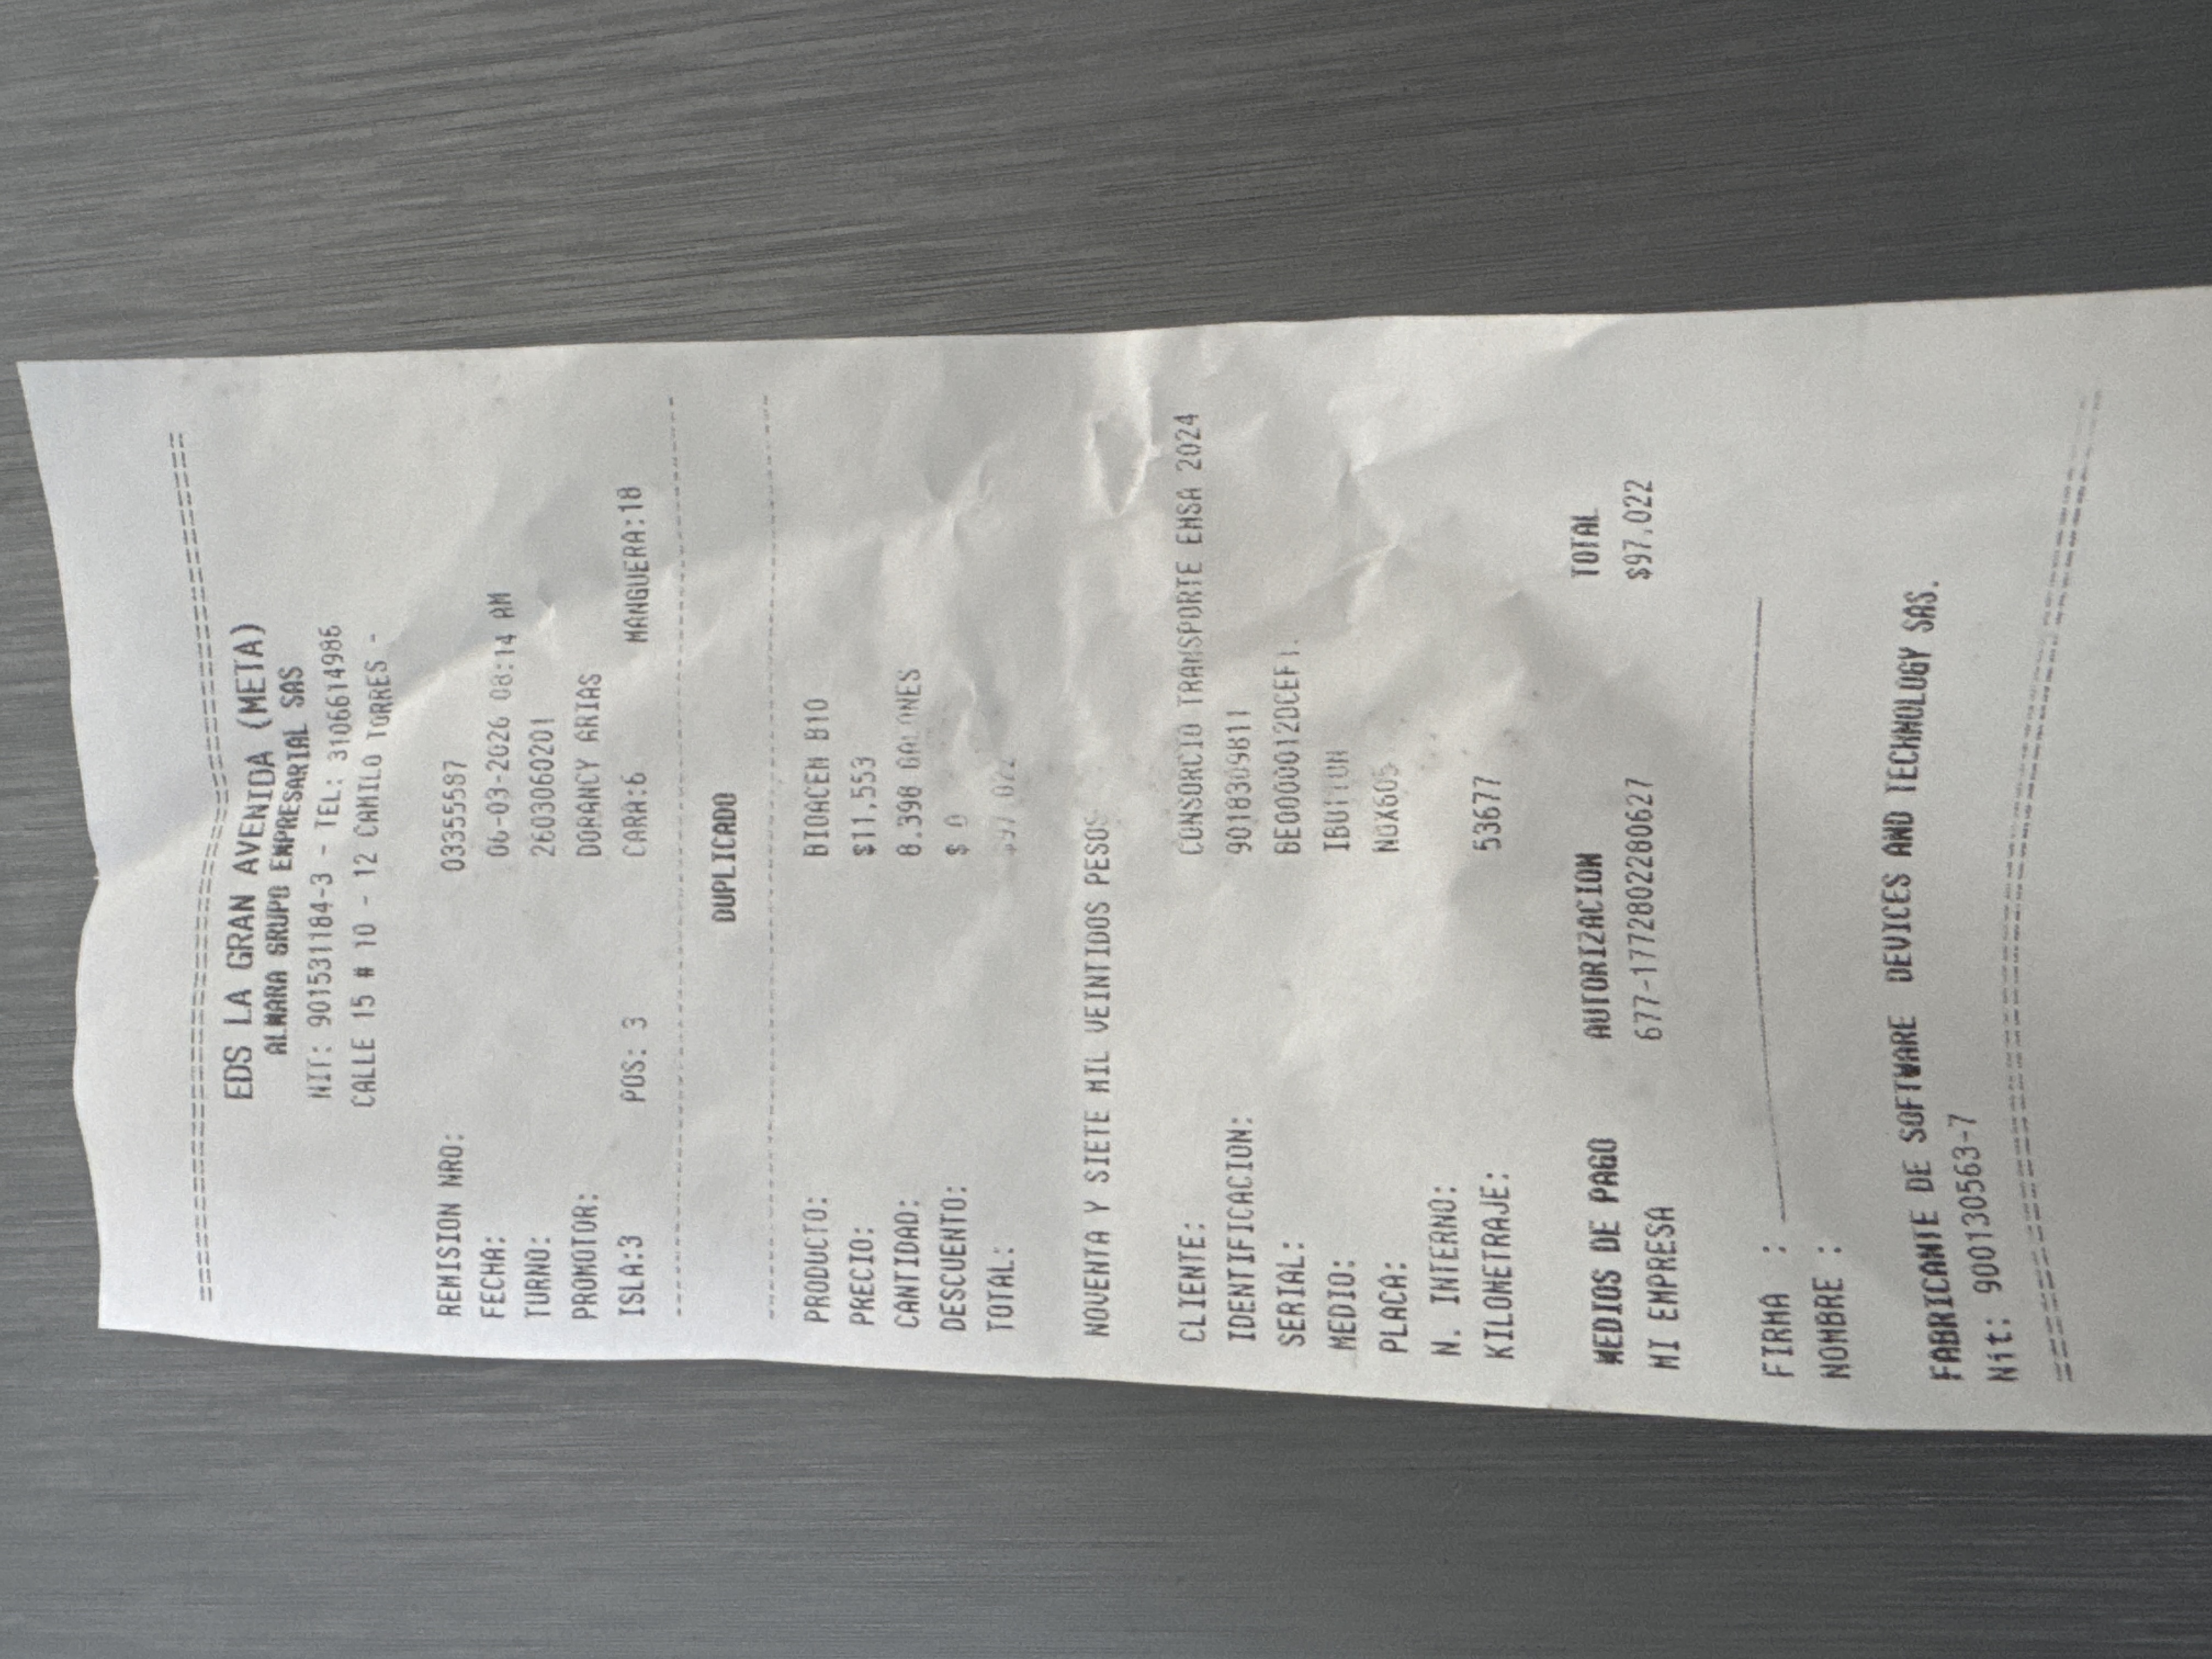 ========================================
EDS LA GRAN AVENIDA (META)
ALMARA GRUPO EMPRESARIAL SAS
NIT: 901531184-3 - TEL: 3106614986
CALLE 15 # 10 - 12 CAMILO TORRES -
REMISION NRO: 03355587
FECHA: 06-03-2026 08:14 AM
TURNO: 2603060201
PROMOTOR: DORANCY ARIAS
ISLA:3 POS: 3 CARA:6 MANGUERA:18
----------------------------------------
DUPLICADO
----------------------------------------
PRODUCTO: BIOACEM B10
PRECIO: $11,553
CANTIDAD: 8.398 GALONES
DESCUENTO: $ 0
TOTAL: $97,022
NOVENTA Y SIETE MIL VEINTIDOS PESOS
CLIENTE: CONSORCIO TRANSPORTE EMSA 2024
IDENTIFICACION: 901830981
SERIAL:
MEDIO: IBUTTON
PLACA: NOX605
N. INTERNO:
KILOMETRAJE: 53677
MEDIOS DE PAGO AUTORIZACION TOTAL
MI EMPRESA 677-1772802280627 $97,022
FIRMA :
NOMBRE :
FABRICANTE DE SOFTWARE DEVICES AND TECHNOLOGY SAS.
Nit: 900130563-7
========================================